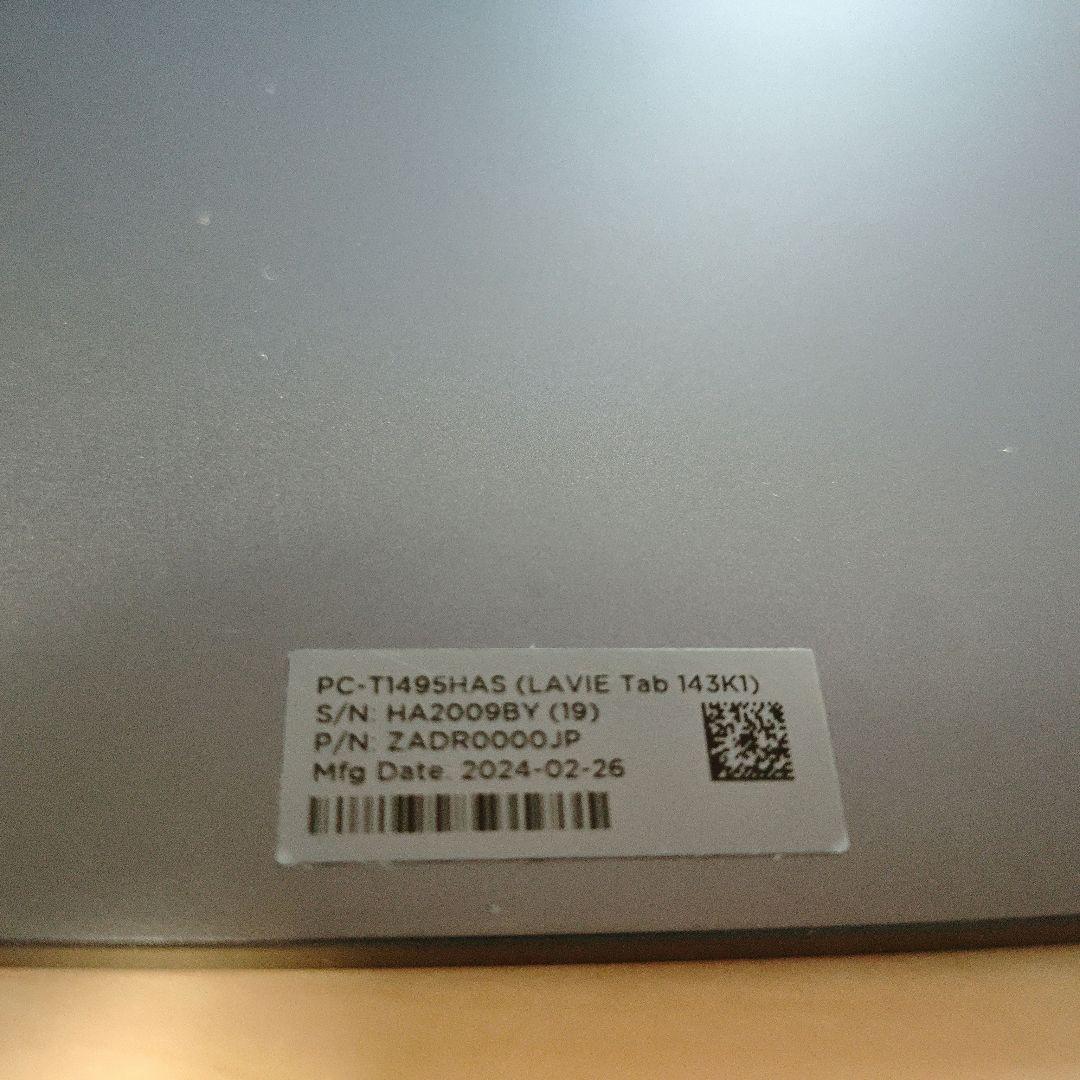 PC-T1495HAS (LAVIE Tab 143K1)
S/N: HA2009BY (19)
P/N: ZADR0000JP
Mfg Date: 2024-02-26